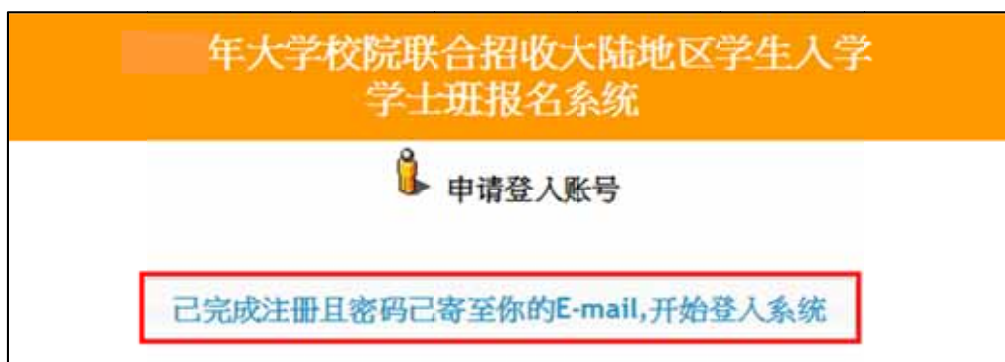 年大学校院联合招收大陆地区学生入学
学士班报名系统
申请登入账号
已完成注册且密码已寄至你的E-mail,开始登入系统